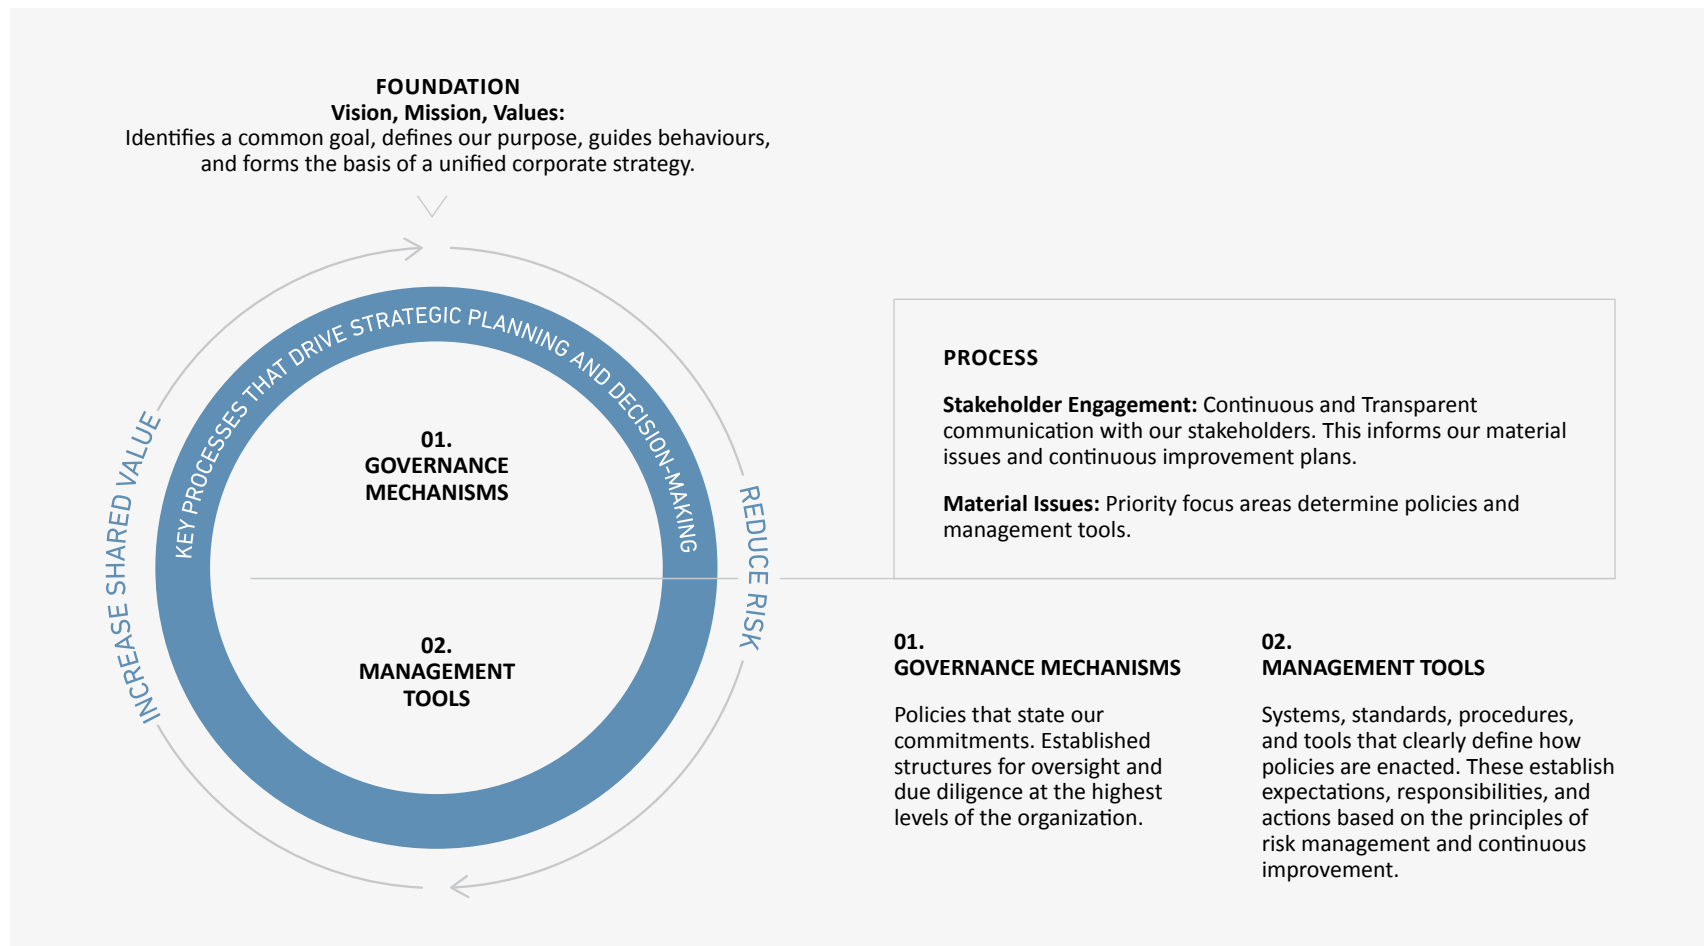 FOUNDATION
Vision, Mission, Values:
Identifies a common goal, defines our purpose, guides behaviours,
and forms the basis of a unified corporate strategy.
KEY PROCESSES THAT DRIVE STRATEGIC PLANNING AND DECISION-MAKING
INCREASE SHARED VALUE
REDUCE RISK
01.
GOVERNANCE
MECHANISMS
02.
MANAGEMENT
TOOLS
PROCESS
Stakeholder Engagement: Continuous and Transparent
communication with our stakeholders. This informs our material
issues and continuous improvement plans.
Material Issues: Priority focus areas determine policies and
management tools.
01.
GOVERNANCE MECHANISMS
Policies that state our
commitments. Established
structures for oversight and
due diligence at the highest
levels of the organization.
02.
MANAGEMENT TOOLS
Systems, standards, procedures,
and tools that clearly define how
policies are enacted. These establish
expectations, responsibilities, and
actions based on the principles of
risk management and continuous
improvement.